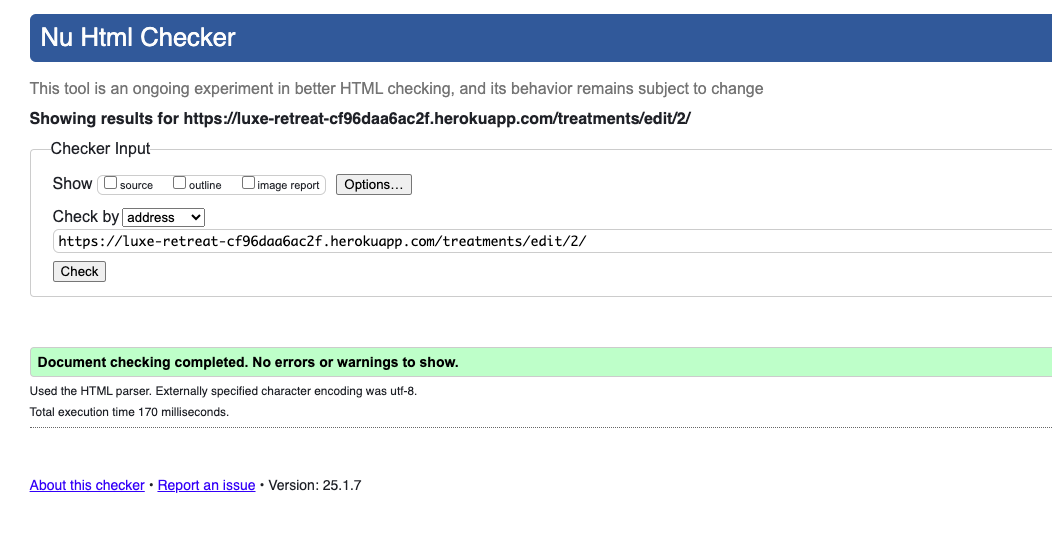 Nu Html Checker
This tool is an ongoing experiment in better HTML checking, and its behavior remains subject to change
Showing results for https://luxe-retreat-cf96daa6ac2f.herokuapp.com/treatments/edit/2/
Checker Input
Show source outline image report Options...
Check by address
https://luxe-retreat-cf96daa6ac2f.herokuapp.com/treatments/edit/2/
Check
Document checking completed. No errors or warnings to show.
Used the HTML parser. Externally specified character encoding was utf-8.
Total execution time 170 milliseconds.
About this checker • Report an issue • Version: 25.1.7